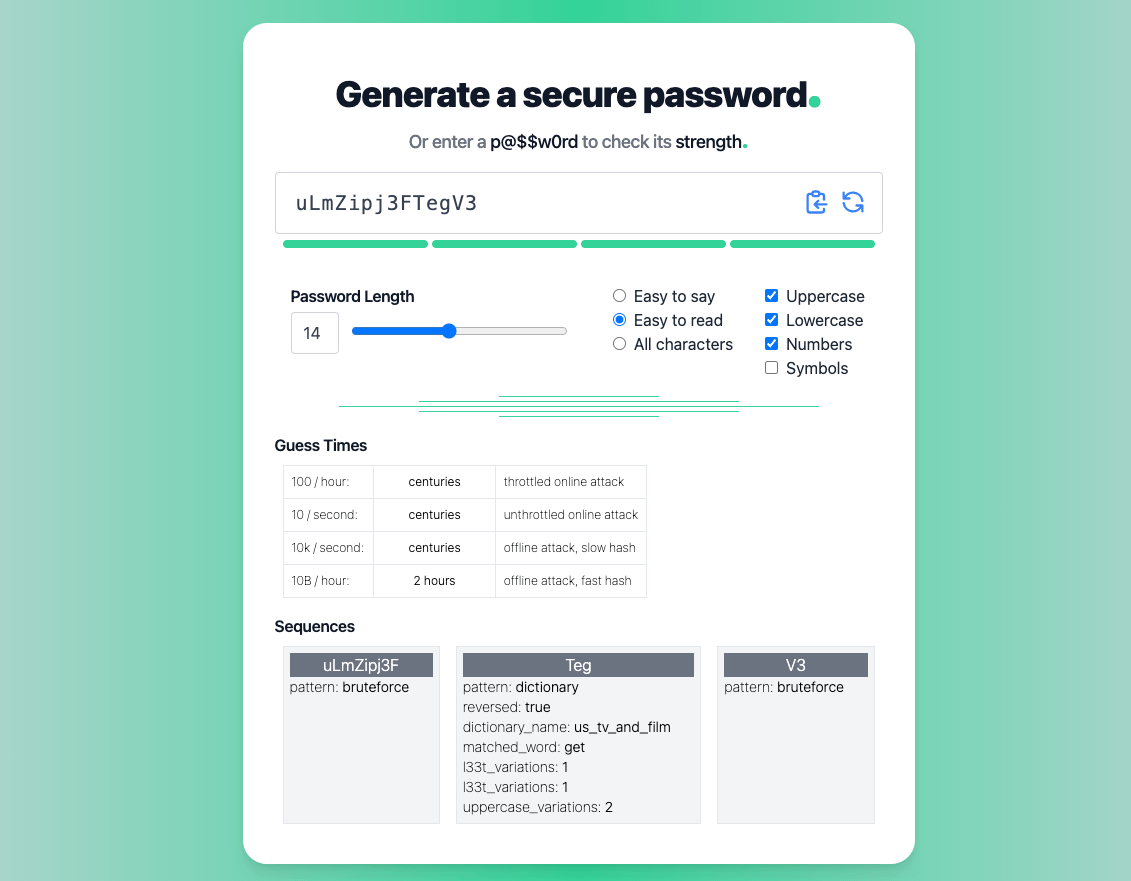 Generate a secure password.
Or enter a p@$$w0rd to check its strength.
uLmZipj3FTegV3
Password Length
14
Easy to say
Easy to read
All characters
Uppercase
Lowercase
Numbers
Symbols
Guess Times
100 / hour: centuries throttled online attack
10 / second: centuries unthrottled online attack
10k / second: centuries offline attack, slow hash
10B / hour: 2 hours offline attack, fast hash
Sequences
uLmZipj3F
pattern: bruteforce
Teg
pattern: dictionary
reversed: true
dictionary_name: us_tv_and_film
matched_word: get
l33t_variations: 1
l33t_variations: 1
uppercase_variations: 2
V3
pattern: bruteforce